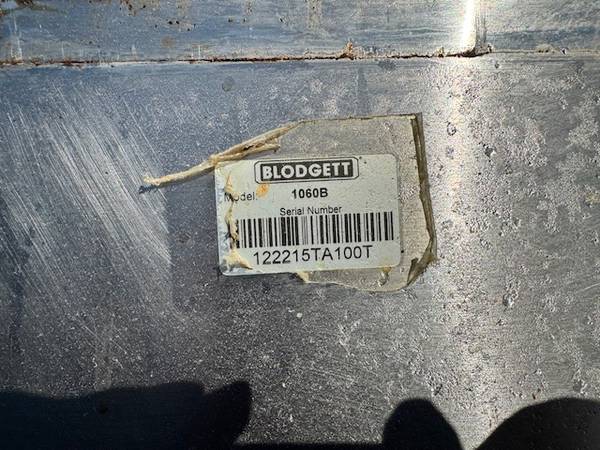 BLODGETT
Model: 1060B
Serial Number
122215TA100T